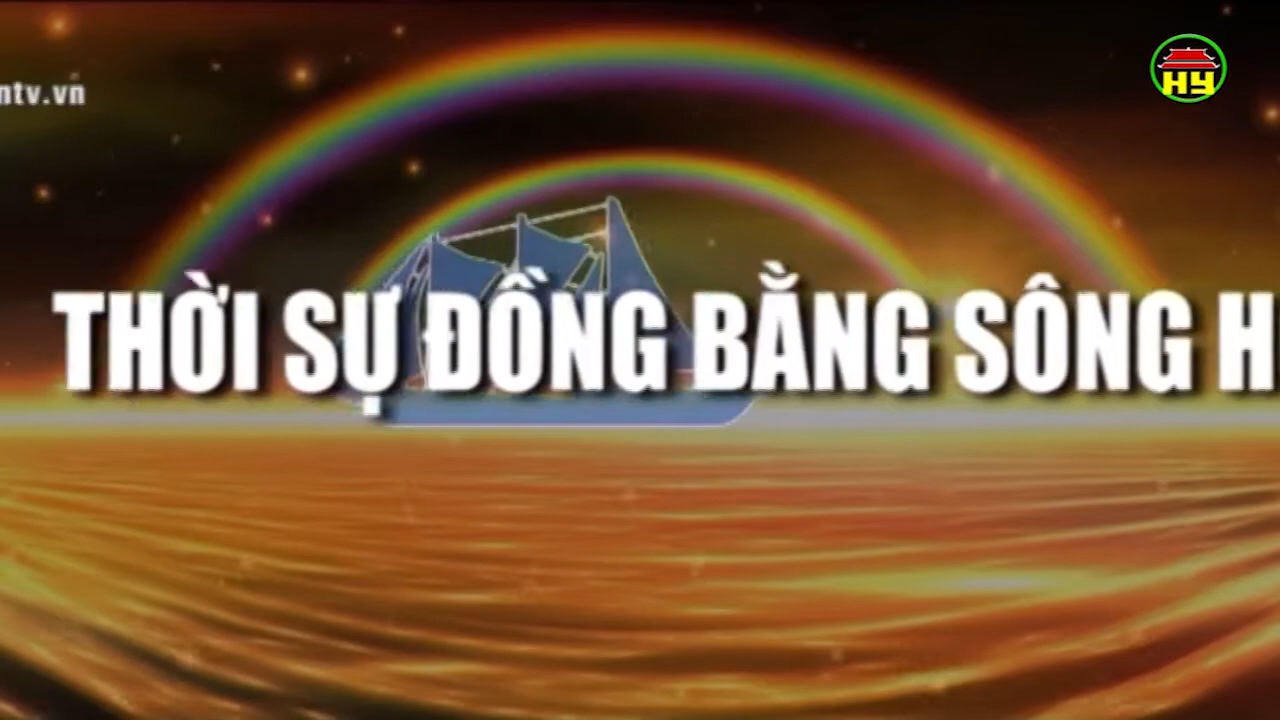 ntv.vn
HY
THỜI SỰ ĐỒNG BẰNG SÔNG H